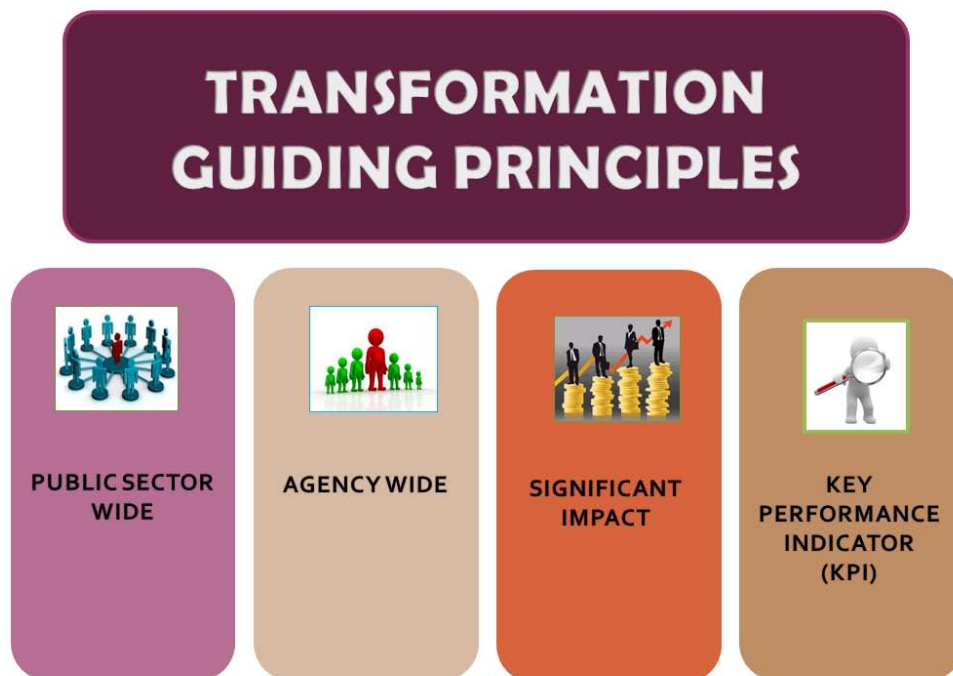 TRANSFORMATION
GUIDING PRINCIPLES
PUBLIC SECTOR
WIDE
AGENCY WIDE
SIGNIFICANT
IMPACT
KEY
PERFORMANCE
INDICATOR
(KPI)